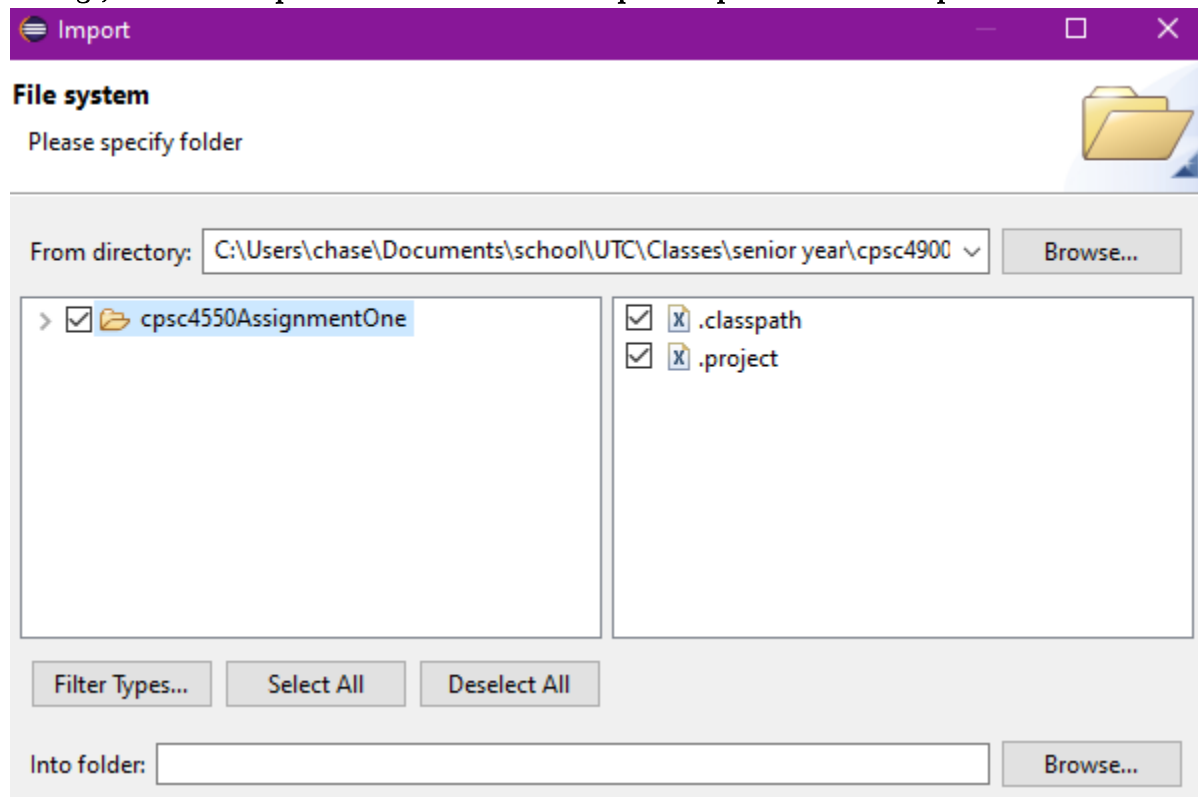 Import
File system
Please specify folder
From directory: C:\Users\chase\Documents\school\UTC\Classes\senior year\cpsc4900 Browse...
cpsc4550AssignmentOne
.classpath
.project
Filter Types... Select All Deselect All
Into folder: Browse...